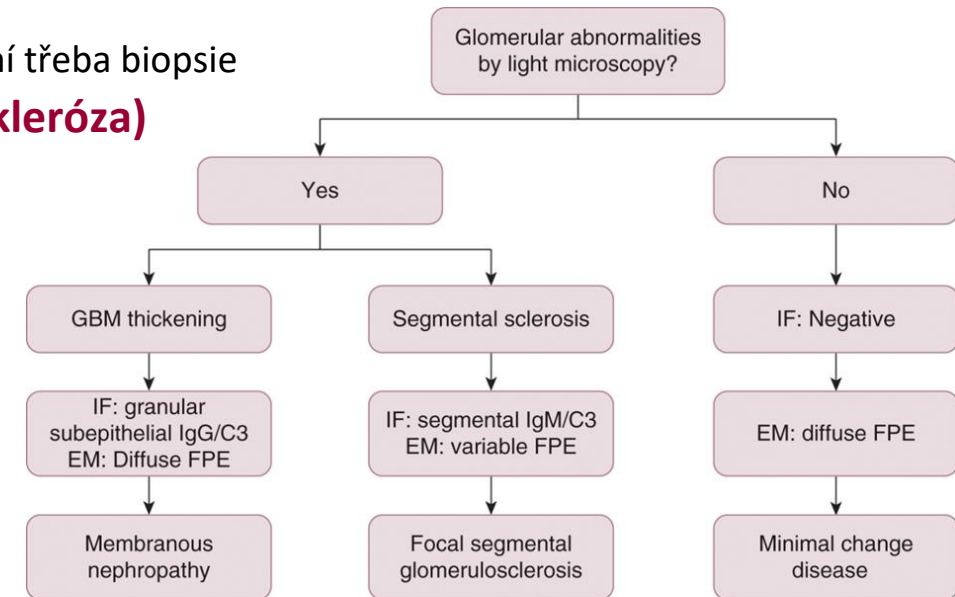 ní třeba biopsie
kleróza)
Glomerular abnormalities
by light microscopy?
Yes
No
GBM thickening
Segmental sclerosis
IF: Negative
IF: granular
subepithelial IgG/C3
EM: Diffuse FPE
IF: segmental IgM/C3
EM: variable FPE
EM: diffuse FPE
Membranous
nephropathy
Focal segmental
glomerulosclerosis
Minimal change
disease